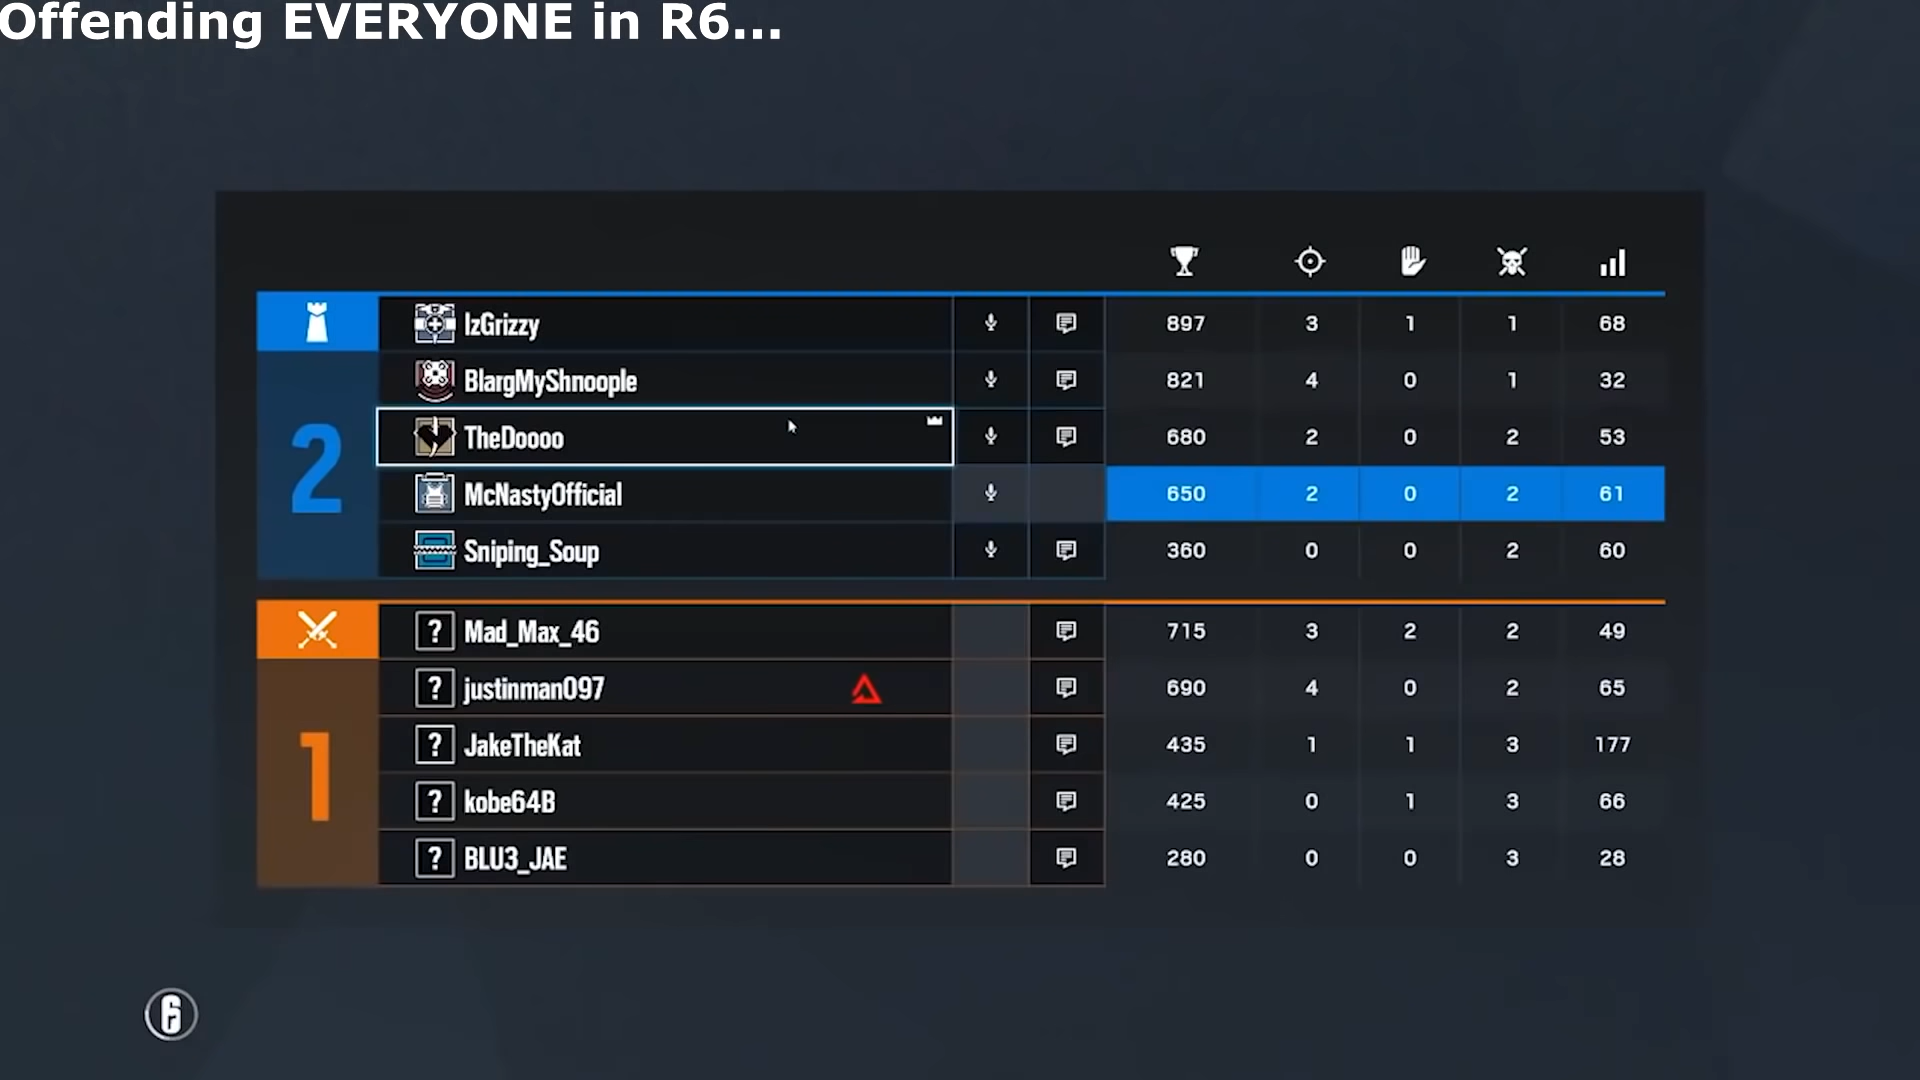 Offending EVERYONE in R6...
IzGrizzy 897 3 1 1 68
BlargMyShnoople 821 4 0 1 32
2
TheDoooo 680 2 0 2 53
McNastyOfficial 650 2 0 2 61
Sniping_Soup 360 0 0 2 60
? Mad_Max_46 715 3 2 2 49
? justinman097 690 4 0 2 65
1
? JakeTheKat 435 1 1 3 177
? kobe64B 425 0 1 3 66
? BLU3_JAE 280 0 0 3 28
6